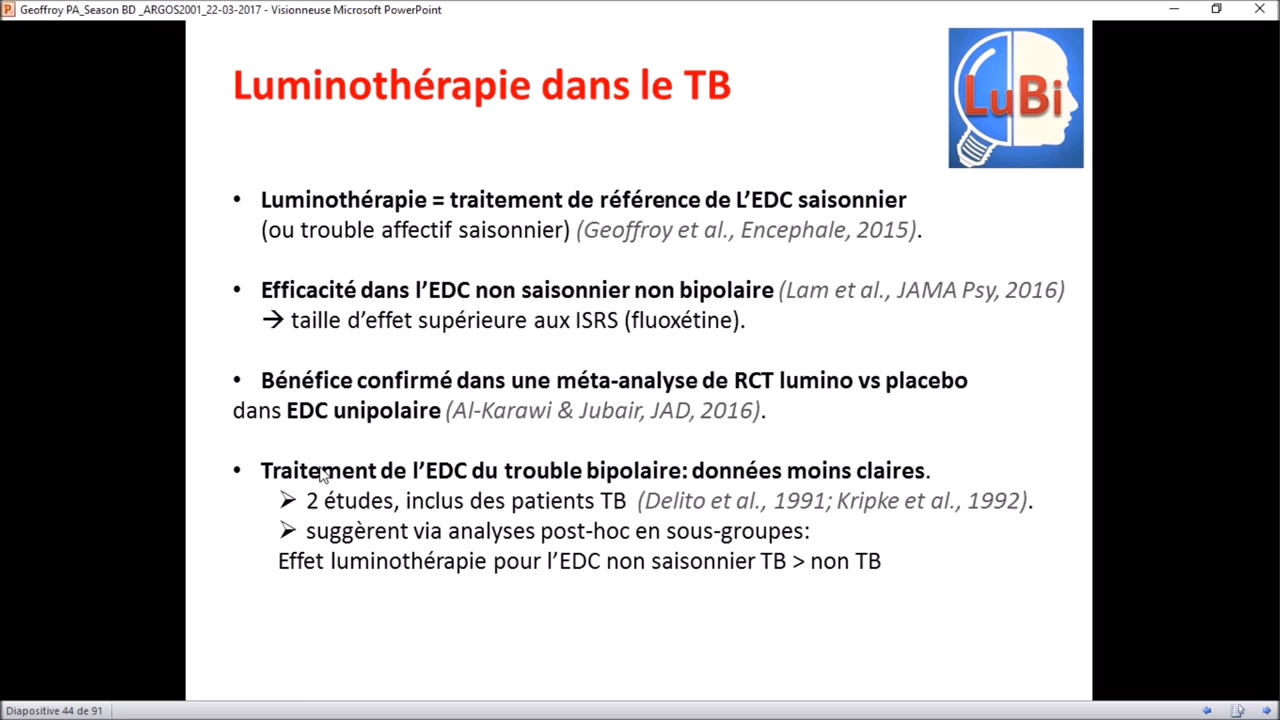 Geoffroy PA_Season BD _ARGOS2001_22-03-2017 - Visionneuse Microsoft PowerPoint
Luminothérapie dans le TB
LuBi
• Luminothérapie = traitement de référence de L’EDC saisonnier
(ou trouble affectif saisonnier) (Geoffroy et al., Encephale, 2015).
• Efficacité dans l’EDC non saisonnier non bipolaire (Lam et al., JAMA Psy, 2016)
→ taille d’effet supérieure aux ISRS (fluoxétine).
• Bénéfice confirmé dans une méta-analyse de RCT lumino vs placebo
dans EDC unipolaire (Al-Karawi & Jubair, JAD, 2016).
• Traitement de l’EDC du trouble bipolaire: données moins claires.
➢ 2 études, inclus des patients TB (Delito et al., 1991; Kripke et al., 1992).
➢ suggèrent via analyses post-hoc en sous-groupes:
Effet luminothérapie pour l’EDC non saisonnier TB > non TB
Diapositive 44 de 91